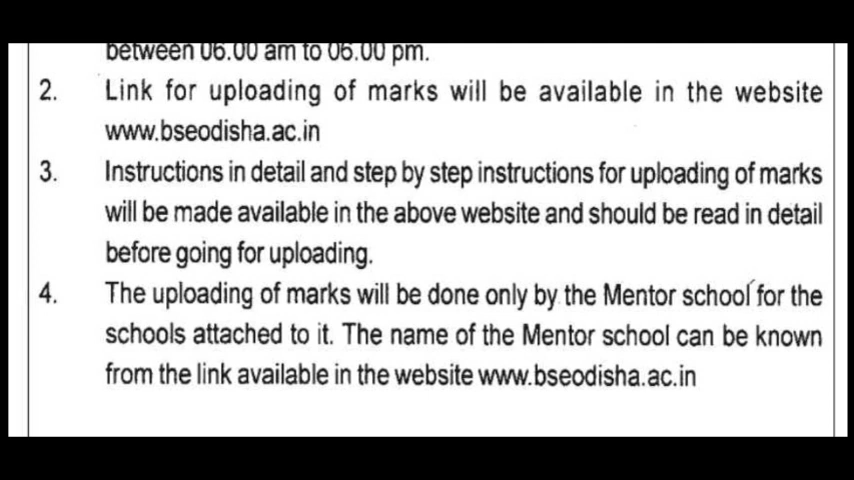 between 06.00 am to 06.00 pm.
2. Link for uploading of marks will be available in the website
www.bseodisha.ac.in
3. Instructions in detail and step by step instructions for uploading of marks
will be made available in the above website and should be read in detail
before going for uploading.
4. The uploading of marks will be done only by the Mentor school for the
schools attached to it. The name of the Mentor school can be known
from the link available in the website www.bseodisha.ac.in